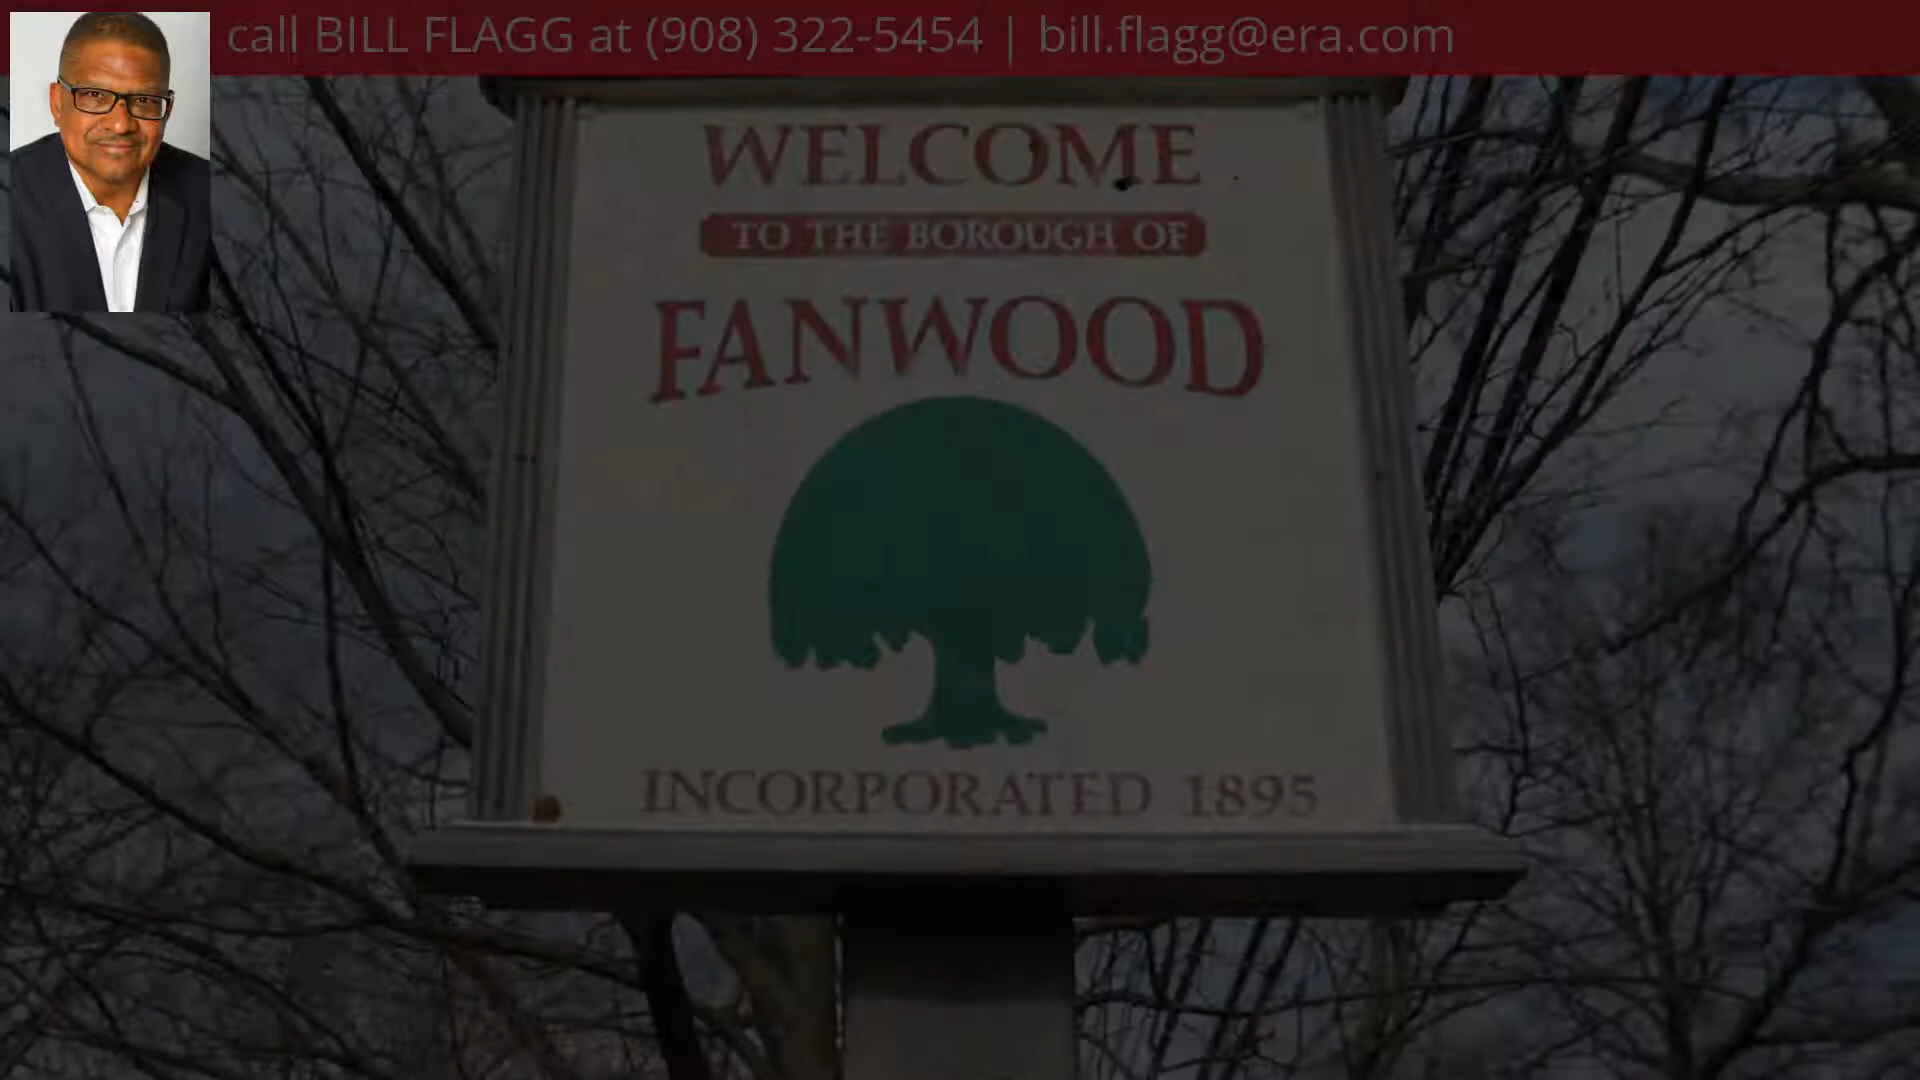 call BILL FLAGG at (908) 322-5454 | bill.flagg@era.com
WELCOME
TO THE BOROUGH OF
FANWOOD
INCORPORATED 1895